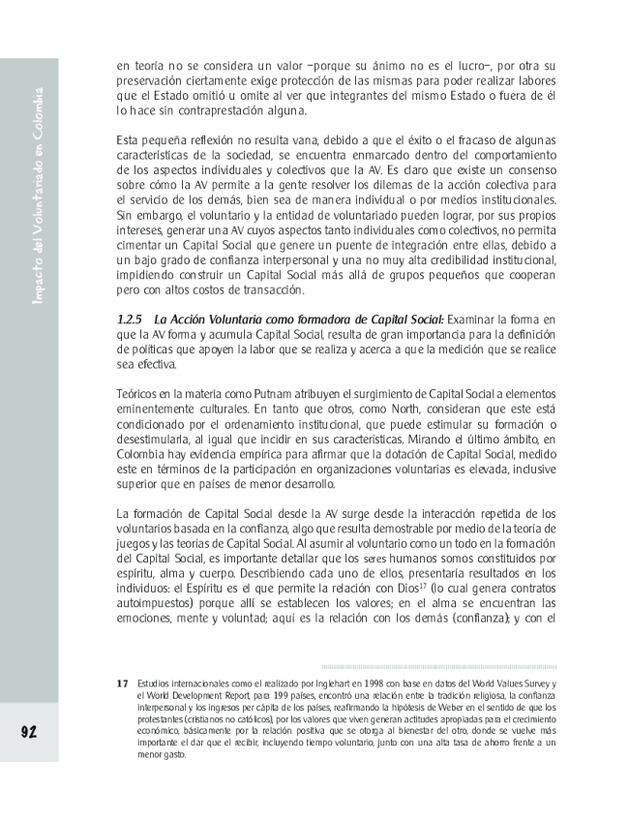 Impacto del Voluntariado en Colombia
en teoría no se considera un valor –porque su ánimo no es el lucro–, por otra su
preservación ciertamente exige protección de las mismas para poder realizar labores
que el Estado omitió u omite al ver que integrantes del mismo Estado o fuera de él
lo hace sin contraprestación alguna.
Esta pequeña reflexión no resulta vana, debido a que el éxito o el fracaso de algunas
características de la sociedad, se encuentra enmarcado dentro del comportamiento
de los aspectos individuales y colectivos que la AV. Es claro que existe un consenso
sobre cómo la AV permite a la gente resolver los dilemas de la acción colectiva para
el servicio de los demás, bien sea de manera individual o por medios institucionales.
Sin embargo, el voluntario y la entidad de voluntariado pueden lograr, por sus propios
intereses, generar una AV cuyos aspectos tanto individuales como colectivos, no permita
cimentar un Capital Social que genere un puente de integración entre ellas, debido a
un bajo grado de confianza interpersonal y una no muy alta credibilidad institucional,
impidiendo construir un Capital Social más allá de grupos pequeños que cooperan
pero con altos costos de transacción.
1.2.5 La Acción Voluntaria como formadora de Capital Social: Examinar la forma en
que la AV forma y acumula Capital Social, resulta de gran importancia para la definición
de políticas que apoyen la labor que se realiza y acerca a que la medición que se realice
sea efectiva.
Teóricos en la materia como Putnam atribuyen el surgimiento de Capital Social a elementos
eminentemente culturales. En tanto que otros, como North, consideran que este está
condicionado por el ordenamiento institucional, que puede estimular su formación o
desestimularla, al igual que incidir en sus características. Mirando el último ámbito, en
Colombia hay evidencia empírica para afirmar que la dotación de Capital Social, medido
este en términos de la participación en organizaciones voluntarias es elevada, inclusive
superior que en países de menor desarrollo.
La formación de Capital Social desde la AV surge desde la interacción repetida de los
voluntarios basada en la confianza, algo que resulta demostrable por medio de la teoría de
juegos y las teorías de Capital Social. Al asumir al voluntario como un todo en la formación
del Capital Social, es importante detallar que los seres humanos somos constituidos por
espíritu, alma y cuerpo. Describiendo cada uno de ellos, presentaría resultados en los
individuos: el Espíritu es el que permite la relación con Dios17 (lo cual genera contratos
autoimpuestos) porque allí se establecen los valores; en el alma se encuentran las
emociones, mente y voluntad; aquí es la relación con los demás (confianza); y con el
17 Estudios internacionales como el realizado por Inglehart en 1998 con base en datos del World Values Survey y
el World Development Report, para 199 países, encontró una relación entre la tradición religiosa, la confianza
interpersonal y los ingresos per cápita de los países, reafirmando la hipótesis de Weber en el sentido de que los
protestantes (cristianos no católicos), por los valores que viven generan actitudes apropiadas para el crecimiento
económico, básicamente por la relación positiva que se otorga al bienestar del otro, donde se vuelve más
importante el dar que el recibir, incluyendo tiempo voluntario, junto con una alta tasa de ahorro frente a un
menor gasto.
92